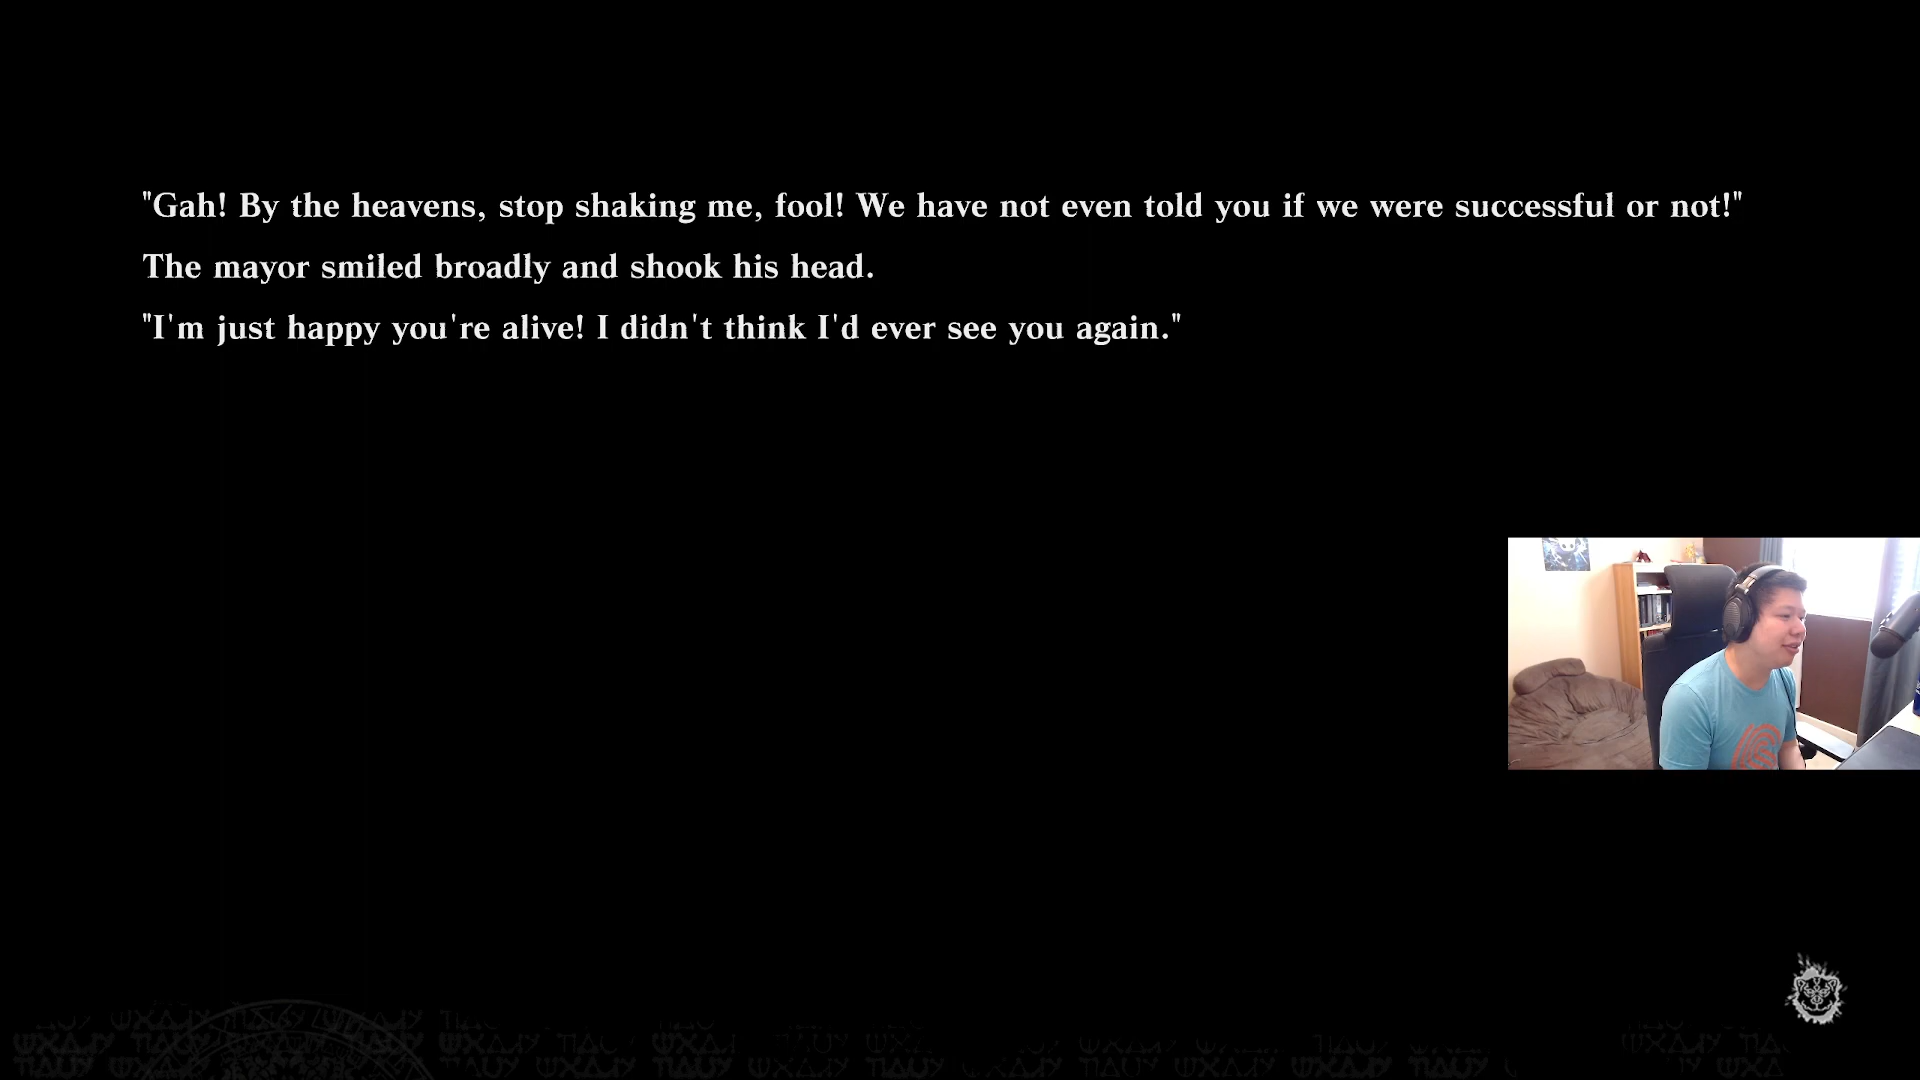 "Gah! By the heavens, stop shaking me, fool! We have not even told you if we were successful or not!"
The mayor smiled broadly and shook his head.
"I'm just happy you're alive! I didn't think I'd ever see you again."